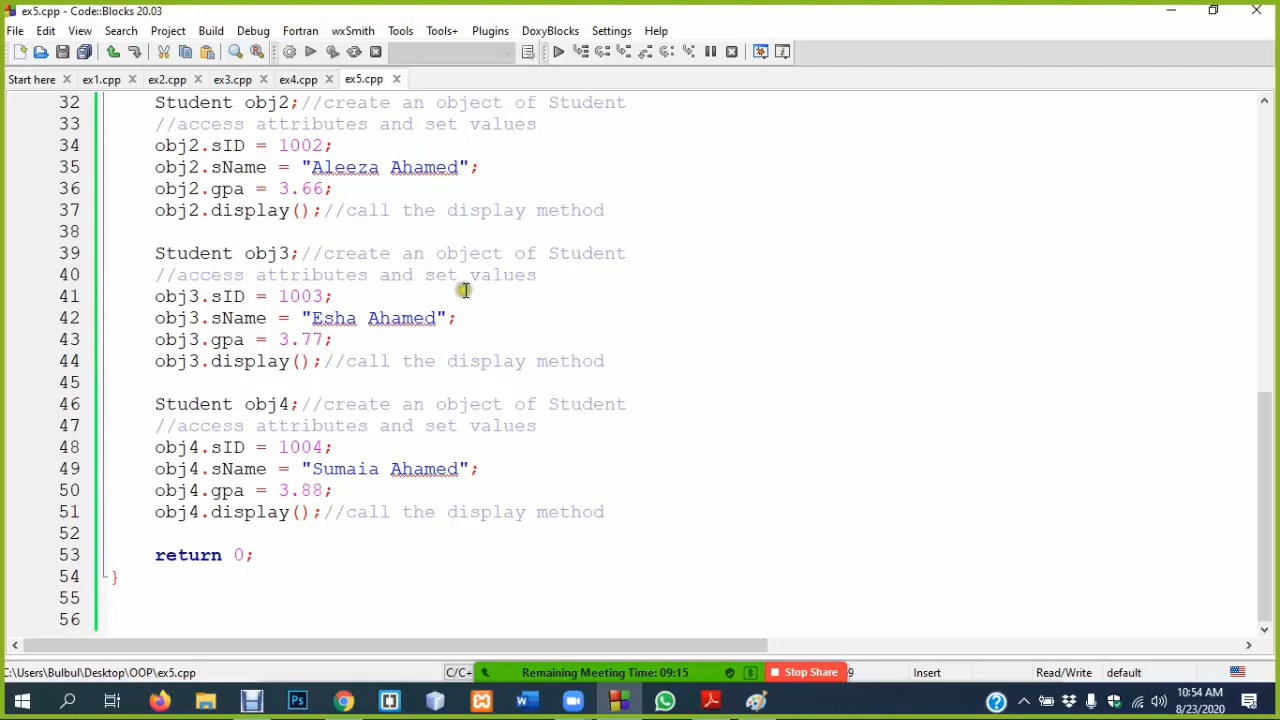 ex5.cpp - Code::Blocks 20.03
File Edit View Search Project Build Debug Fortran wxSmith Tools Tools+ Plugins DoxyBlocks Settings Help
Start here ex1.cpp ex2.cpp ex3.cpp ex4.cpp ex5.cpp
32 Student obj2;//create an object of Student
33 //access attributes and set values
34 obj2.sID = 1002;
35 obj2.sName = "Aleeza Ahamed";
36 obj2.gpa = 3.66;
37 obj2.display();//call the display method
38
39 Student obj3;//create an object of Student
40 //access attributes and set values
41 obj3.sID = 1003;
42 obj3.sName = "Esha Ahamed";
43 obj3.gpa = 3.77;
44 obj3.display();//call the display method
45
46 Student obj4;//create an object of Student
47 //access attributes and set values
48 obj4.sID = 1004;
49 obj4.sName = "Sumaia Ahamed";
50 obj4.gpa = 3.88;
51 obj4.display();//call the display method
52
53 return 0;
54 }
55
56
C:\Users\Bulbul\Desktop\OOP\ex5.cpp C/C+ Remaining Meeting Time: 09:15 Stop Share 9 Insert Read/Write default
10:54 AM
8/23/2020